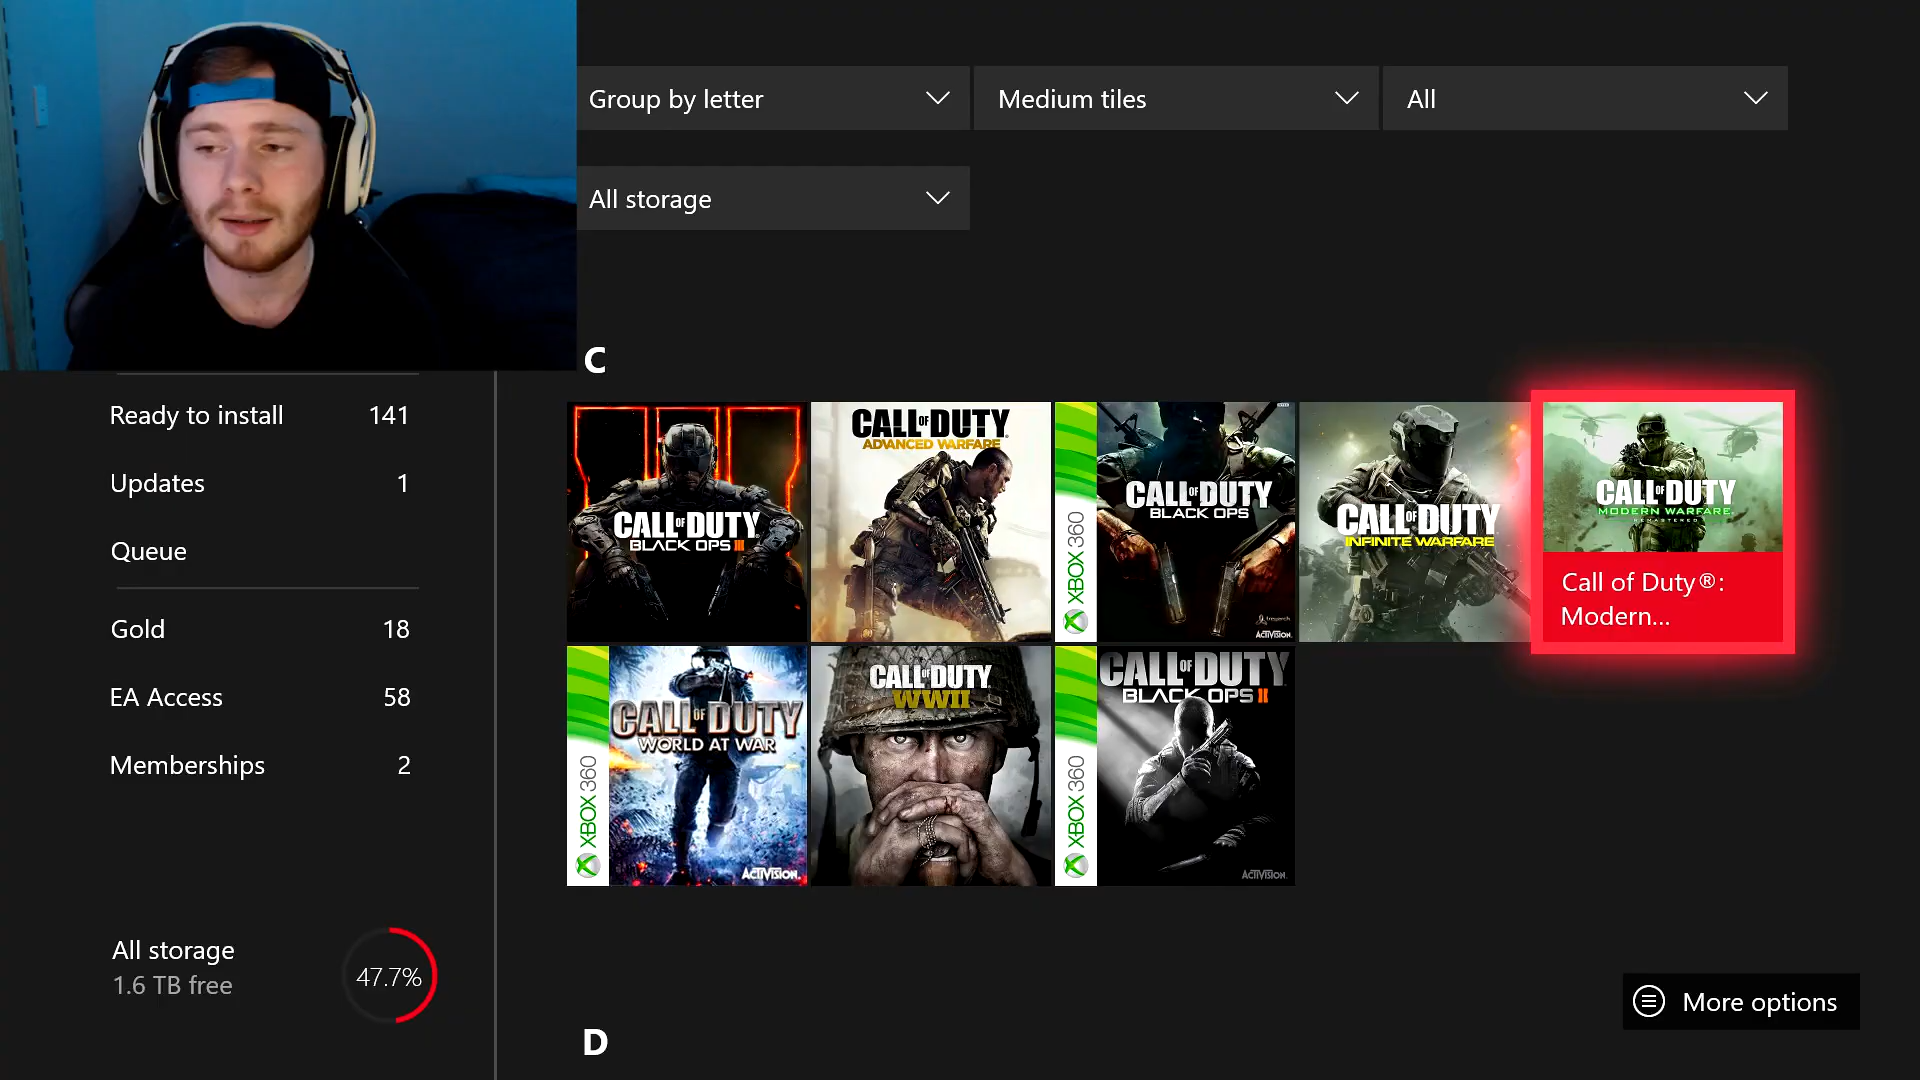 Group by letter
Medium tiles
All
All storage
C
Ready to install 141
Updates 1
Queue
Gold 18
EA Access 58
Memberships 2
All storage
1.6 TB free
47.7%
CALL OF DUTY
BLACK OPS III
CALL OF DUTY
ADVANCED WARFARE
XBOX 360
CALL OF DUTY
BLACK OPS
treyarch
ACTIVISION
CALL OF DUTY
INFINITE WARFARE
CALL OF DUTY
MODERN WARFARE
REMASTERED
Call of Duty®:
Modern...
XBOX 360
CALL OF DUTY
WORLD AT WAR
ACTIVISION
CALL OF DUTY
WWII
XBOX 360
CALL OF DUTY
BLACK OPS II
ACTIVISION
D
More options